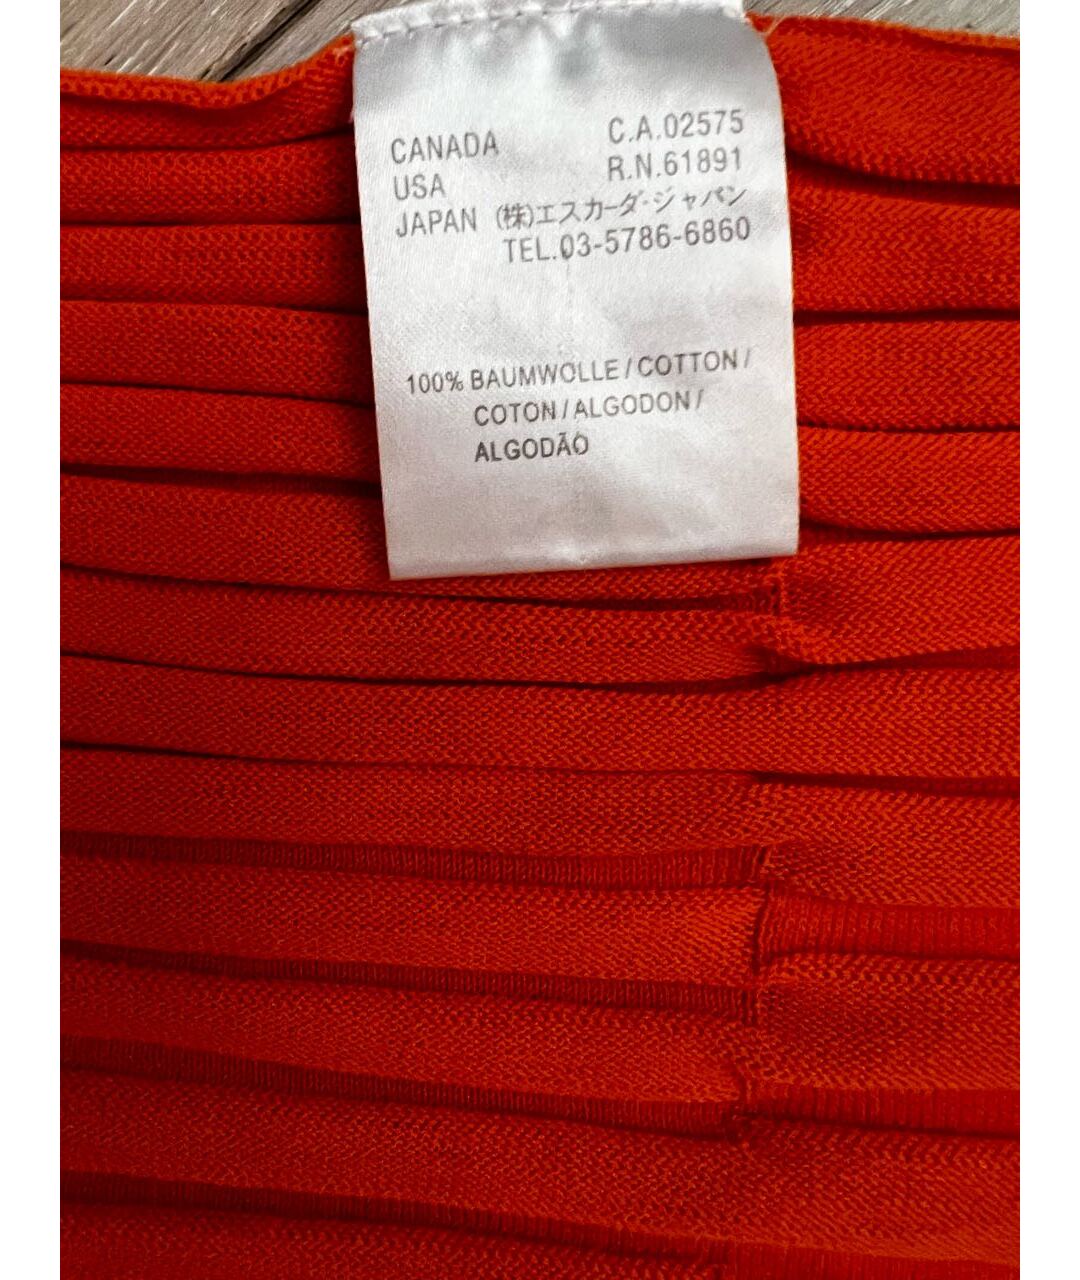 CANADA C.A.02575
USA R.N.61891
JAPAN (株)エスカーダ・ジャパン
TEL.03-5786-6860
100% BAUMWOLLE/COTTON/
COTON/ALGODON/
ALGODÃO